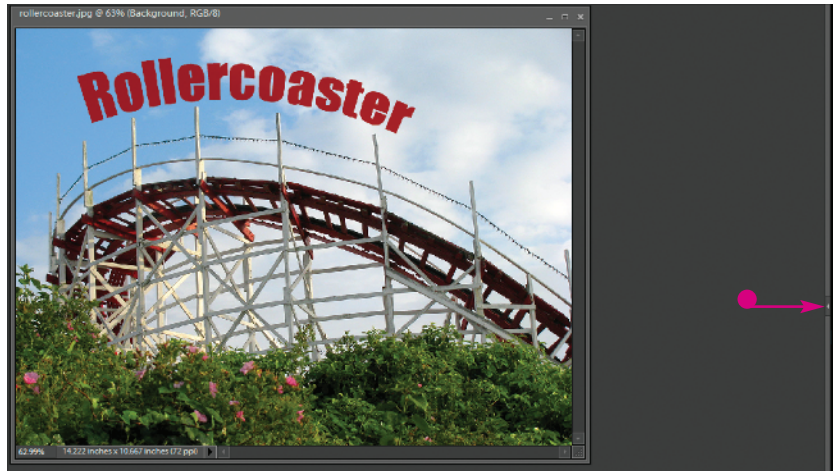 rollercoaster.jpg @ 63% (Background, RGB/8)
Rollercoaster
62.99% 14.222 inches x 10.667 inches (72 ppi)